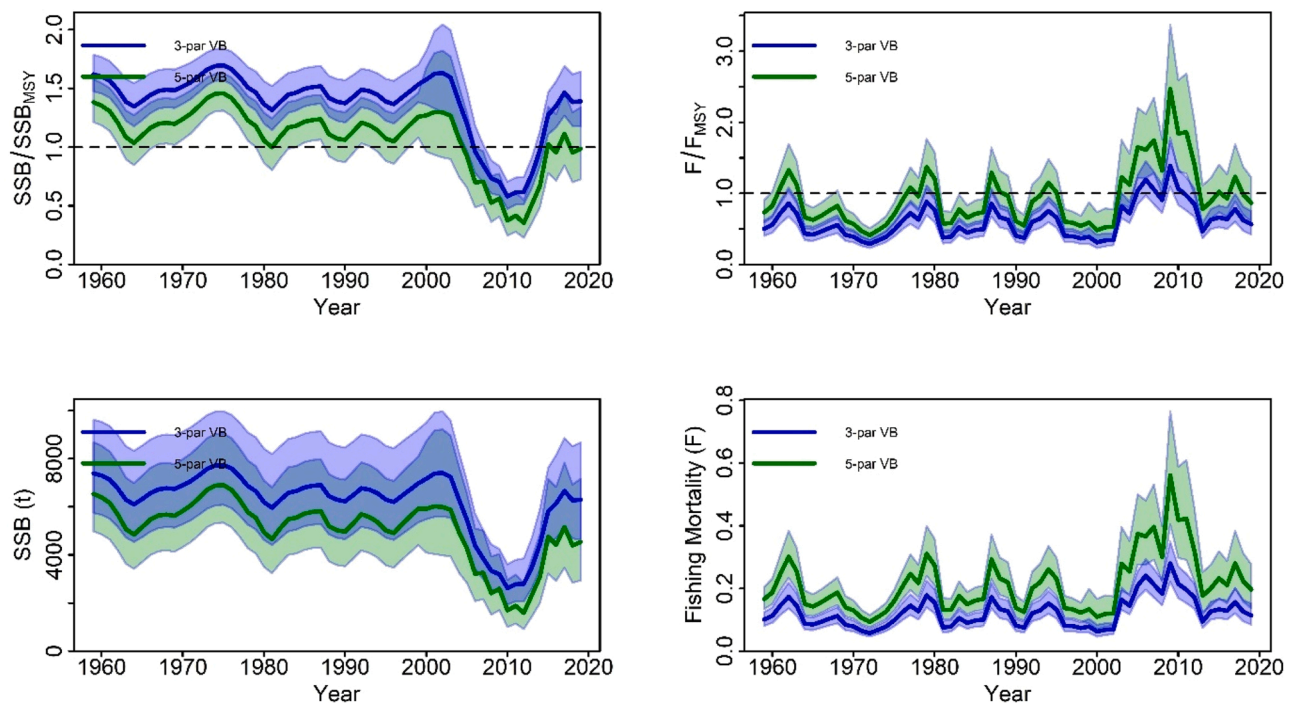 SSB/SSBMSY
2.0
1.5
1.0
0.5
0.0
3-par VB
5-par VB
1960 1970 1980 1990 2000 2010 2020
Year
F/FMSY
3.0
2.0
1.0
0.0
3-par VB
5-par VB
1960 1970 1980 1990 2000 2010 2020
Year
SSB (t)
8000
4000
0
3-par VB
5-par VB
1960 1970 1980 1990 2000 2010 2020
Year
Fishing Mortality (F)
0.8
0.6
0.4
0.2
0.0
3-par VB
5-par VB
1960 1970 1980 1990 2000 2010 2020
Year